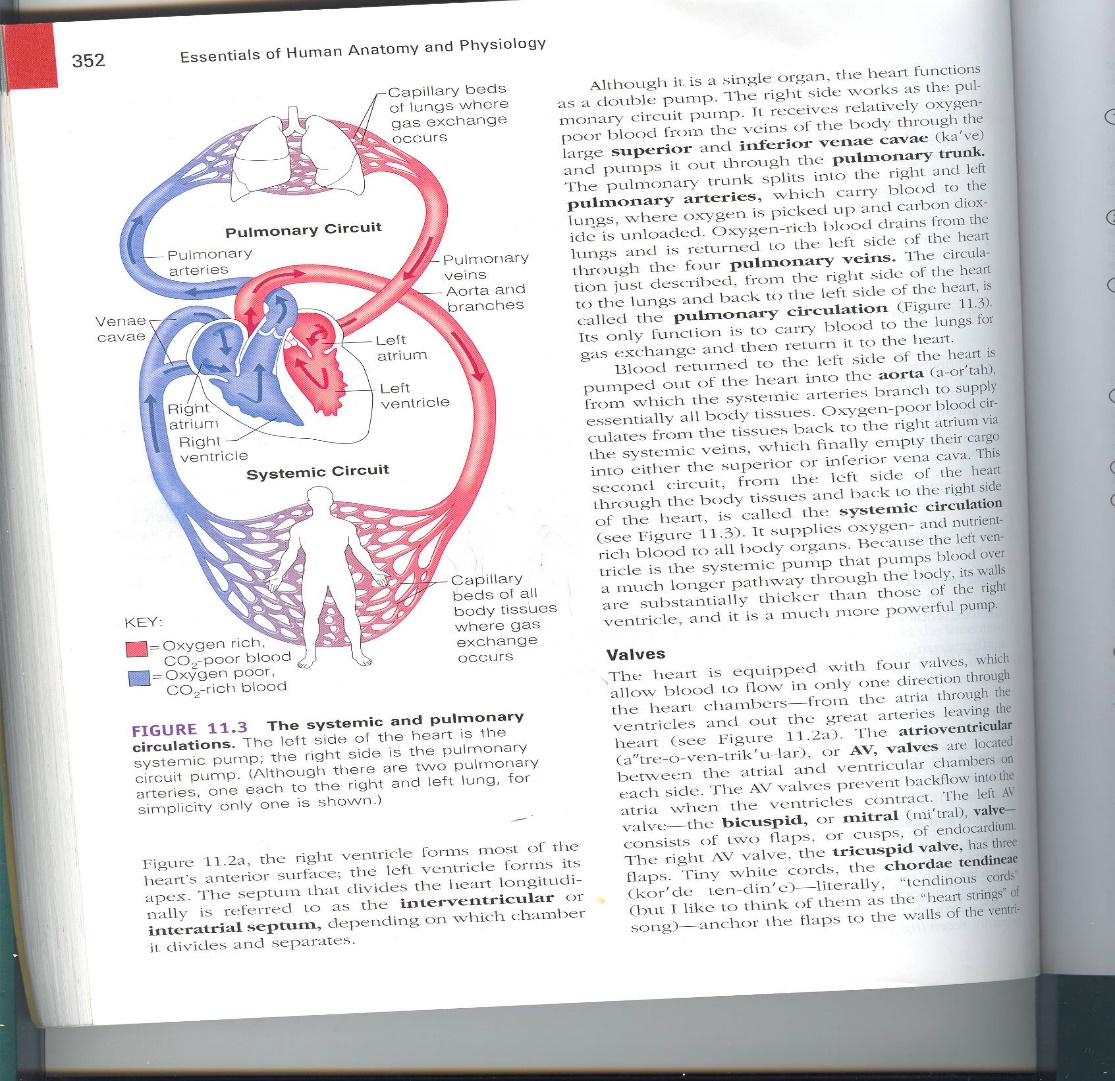 352
Essentials of Human Anatomy and Physiology
Capillary beds
of lungs where
gas exchange
occurs
Pulmonary Circuit
Pulmonary
arteries
Pulmonary
veins
Aorta and
branches
Venae
cavae
Left
atrium
Left
ventricle
Right
atrium
Right
ventricle
Systemic Circuit
Capillary
beds of all
body tissues
where gas
exchange
occurs
KEY:
=Oxygen rich,
CO₂-poor blood
=Oxygen poor,
CO₂-rich blood
FIGURE 11.3 The systemic and pulmonary
circulations. The left side of the heart is the
systemic pump; the right side is the pulmonary
circuit pump. (Although there are two pulmonary
arteries, one each to the right and left lung, for
simplicity only one is shown.)
Figure 11.2a, the right ventricle forms most of the
heart's anterior surface; the left ventricle forms its
apex. The septum that divides the heart longitudi-
nally is referred to as the interventricular or
interatrial septum, depending on which chamber
it divides and separates.
Although it is a single organ, the heart functions
as a double pump. The right side works as the pul-
monary circuit pump. It receives relatively oxygen-
poor blood from the veins of the body through the
large superior and inferior venae cavae (ka've)
and pumps it out through the pulmonary trunk.
The pulmonary trunk splits into the right and left
pulmonary arteries, which carry blood to the
lungs, where oxygen is picked up and carbon diox-
ide is unloaded. Oxygen-rich blood drains from the
lungs and is returned to the left side of the heart
through the four pulmonary veins. The circula-
tion just described, from the right side of the heart
to the lungs and back to the left side of the heart, is
called the pulmonary circulation (Figure 11.3).
Its only function is to carry blood to the lungs for
gas exchange and then return it to the heart.
Blood returned to the left side of the heart is
pumped out of the heart into the aorta (a-or'tah),
from which the systemic arteries branch to supply
essentially all body tissues. Oxygen-poor blood cir-
culates from the tissues back to the right atrium via
the systemic veins, which finally empty their cargo
into either the superior or inferior vena cava. This
second circuit, from the left side of the heart
through the body tissues and back to the right side
of the heart, is called the systemic circulation
(see Figure 11.3). It supplies oxygen- and nutrient-
rich blood to all body organs. Because the left ven-
tricle is the systemic pump that pumps blood over
a much longer pathway through the body, its walls
are substantially thicker than those of the right
ventricle, and it is a much more powerful pump.
Valves
The heart is equipped with four valves, which
allow blood to flow in only one direction through
the heart chambers—from the atria through the
ventricles and out the great arteries leaving the
heart (see Figure 11.2a). The atrioventricular
(a"tre-o-ven-trik'u-lar), or AV, valves are located
between the atrial and ventricular chambers on
each side. The AV valves prevent backflow into the
atria when the ventricles contract. The left AV
valve—the bicuspid, or mitral (mi'tral), valve—
consists of two flaps, or cusps, of endocardium.
The right AV valve, the tricuspid valve, has three
flaps. Tiny white cords, the chordae tendineae
(kor'de ten-din'e)—literally, "tendinous cords"
(but I like to think of them as the "heart strings" of
song)—anchor the flaps to the walls of the ventri-